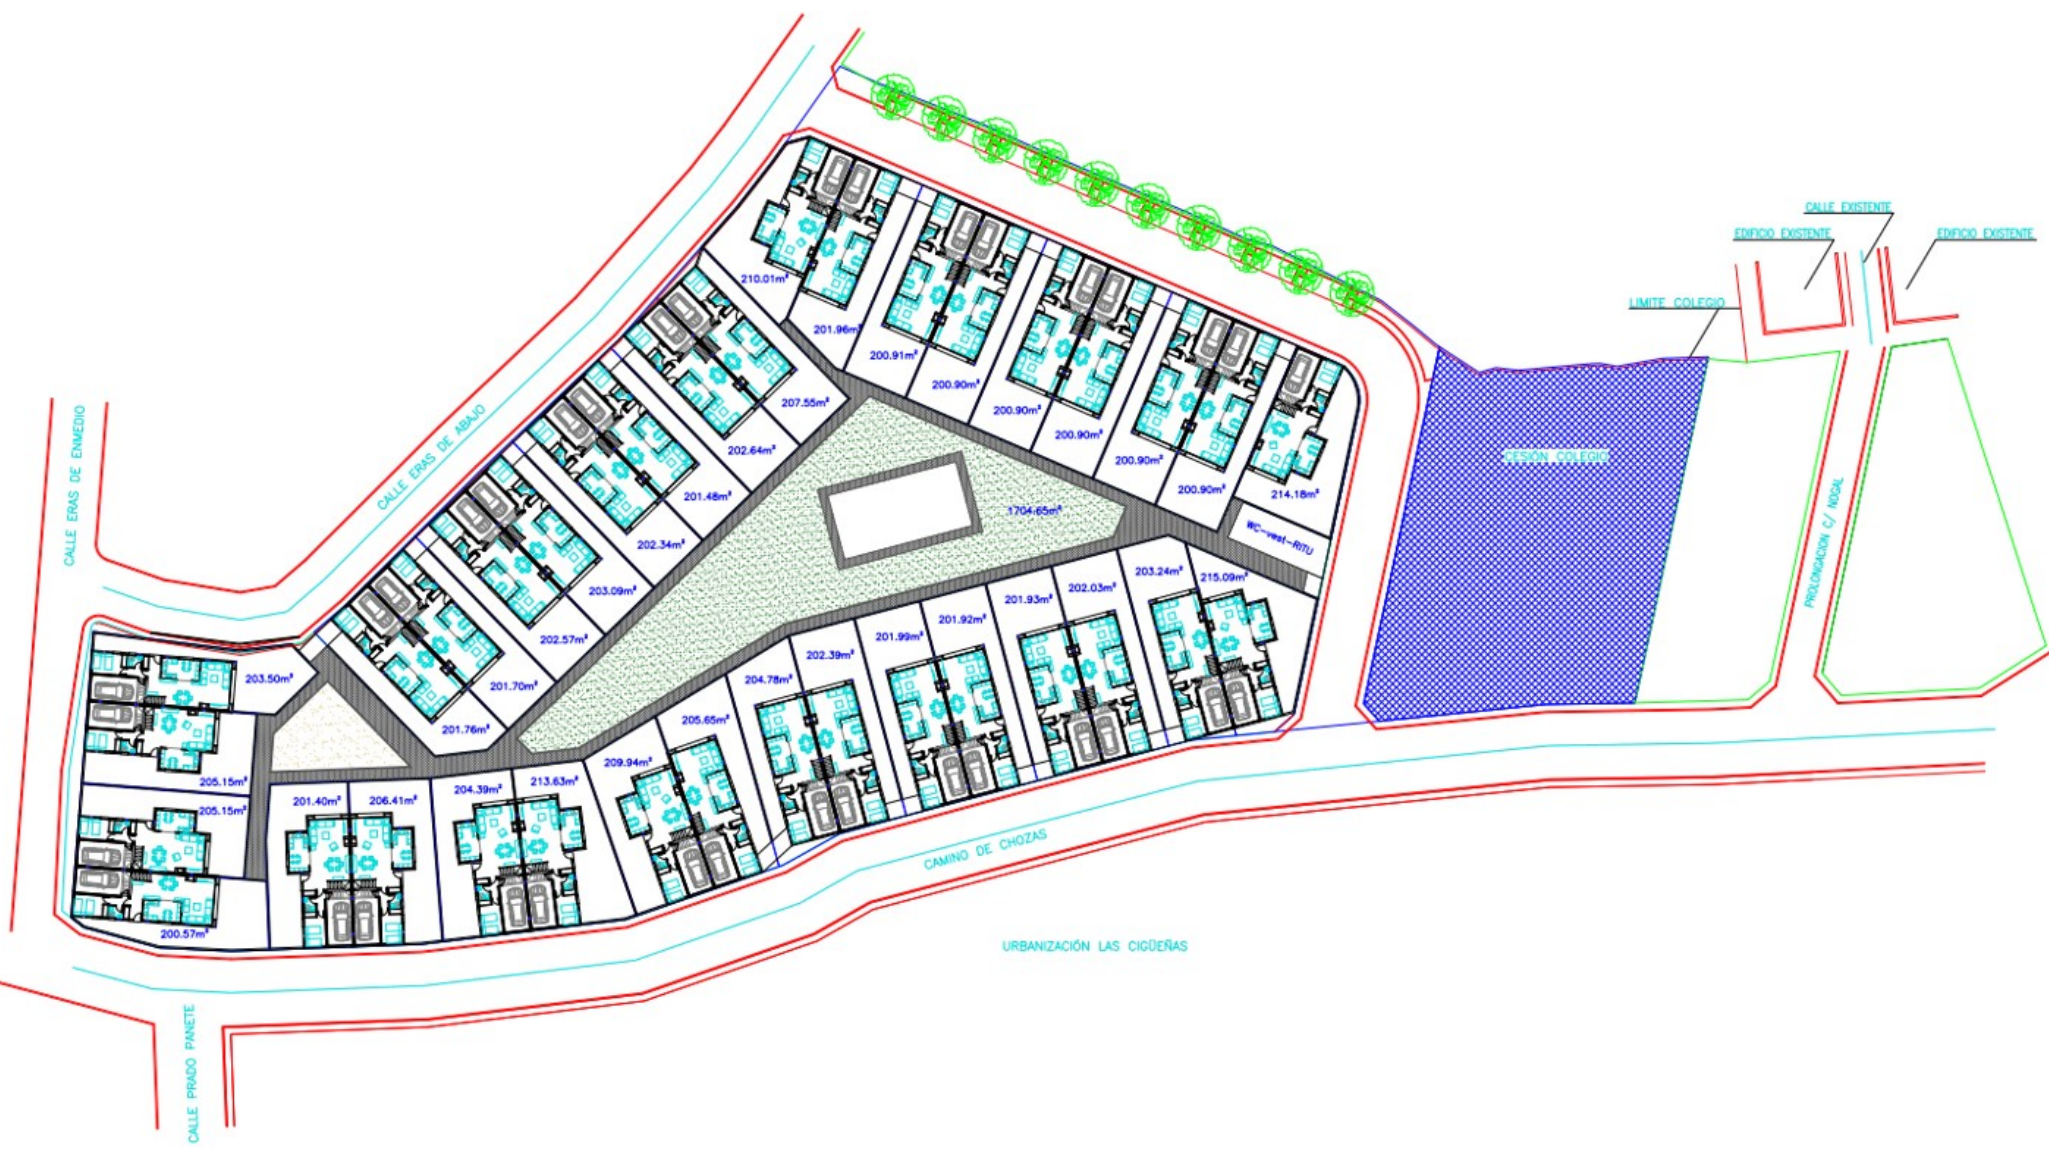 CALLE EXISTENTE
EDIFICIO EXISTENTE
EDIFICIO EXISTENTE
LIMITE COLEGIO
210.01m²
201.96m²
200.91m²
200.90m²
200.90m²
200.90m²
200.90m²
200.90m²
214.18m²
207.55m²
202.64m²
201.48m²
202.34m²
203.09m²
202.57m²
201.70m²
201.76m²
CALLE ERAS DE ENMEDIO
CALLE ERAS DE ABAJO
1704.65m²
WC-vest-RITU
CESIÓN COLEGIO
PROLONGACION C/ NOGAL
203.50m²
205.15m²
205.15m²
200.57m²
201.40m²
206.41m²
204.39m²
213.63m²
209.94m²
205.65m²
204.78m²
202.39m²
201.99m²
201.92m²
201.93m²
202.03m²
203.24m²
215.09m²
CAMINO DE CHOZAS
URBANIZACIÓN LAS CIGÜEÑAS
CALLE PRADO PANETE